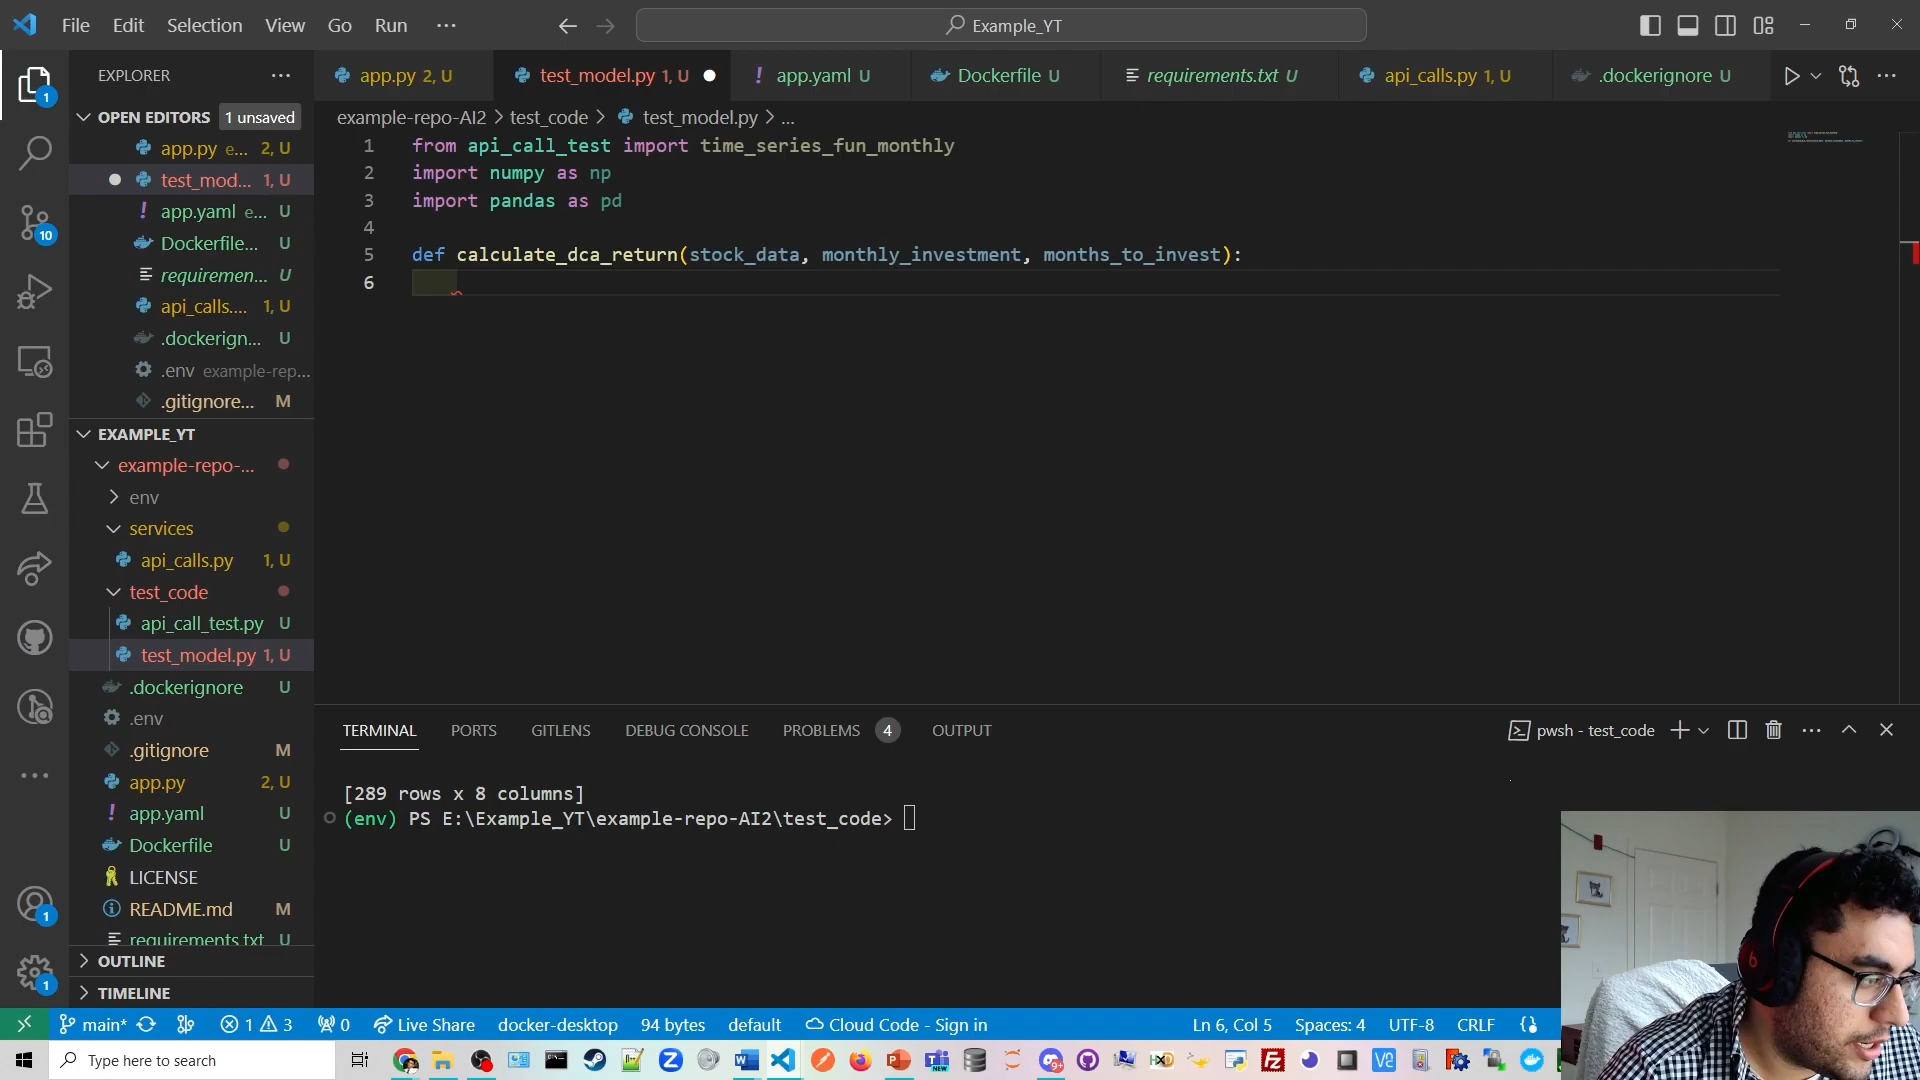 File Edit Selection View Go Run ···
Example_YT
EXPLORER
OPEN EDITORS 1 unsaved
app.py e... 2, U
test_mod... 1, U
app.yaml e... U
Dockerfile... U
requiremen... U
api_calls.... 1, U
.dockerign... U
.env example-rep...
.gitignore... M
EXAMPLE_YT
example-repo-...
env
services
api_calls.py 1, U
test_code
api_call_test.py U
test_model.py 1, U
.dockerignore U
.env
.gitignore M
app.py 2, U
app.yaml U
Dockerfile U
LICENSE
README.md M
requirements.txt U
OUTLINE
TIMELINE
app.py 2, U
test_model.py 1, U
app.yaml U
Dockerfile U
requirements.txt U
api_calls.py 1, U
.dockerignore U
example-repo-AI2 > test_code > test_model.py > ...
1 from api_call_test import time_series_fun_monthly
2 import numpy as np
3 import pandas as pd
4
5 def calculate_dca_return(stock_data, monthly_investment, months_to_invest):
6
TERMINAL PORTS GITLENS DEBUG CONSOLE PROBLEMS 4 OUTPUT
pwsh - test_code
[289 rows x 8 columns]
(env) PS E:\Example_YT\example-repo-AI2\test_code>
1
10
1
1
main* 1 3 0 Live Share docker-desktop 94 bytes default Cloud Code - Sign in
Ln 6, Col 5 Spaces: 4 UTF-8 CRLF
Type here to search